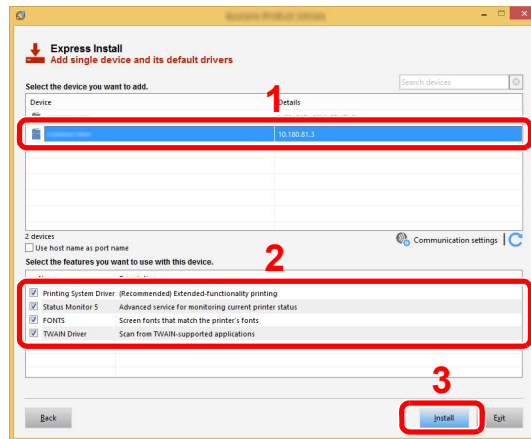 Express Install
Add single device and its default drivers
Select the device you want to add.
Search devices
1
Device Details
10.180.81.3
2 devices
Communication settings
Use host name as port name
Select the features you want to use with this device.
2
Printing System Driver (Recommended) Extended-functionality printing
Status Monitor 5 Advanced service for monitoring current printer status
FONTS Screen fonts that match the printer's fonts
TWAIN Driver Scan from TWAIN-supported applications
3
Back Install Exit